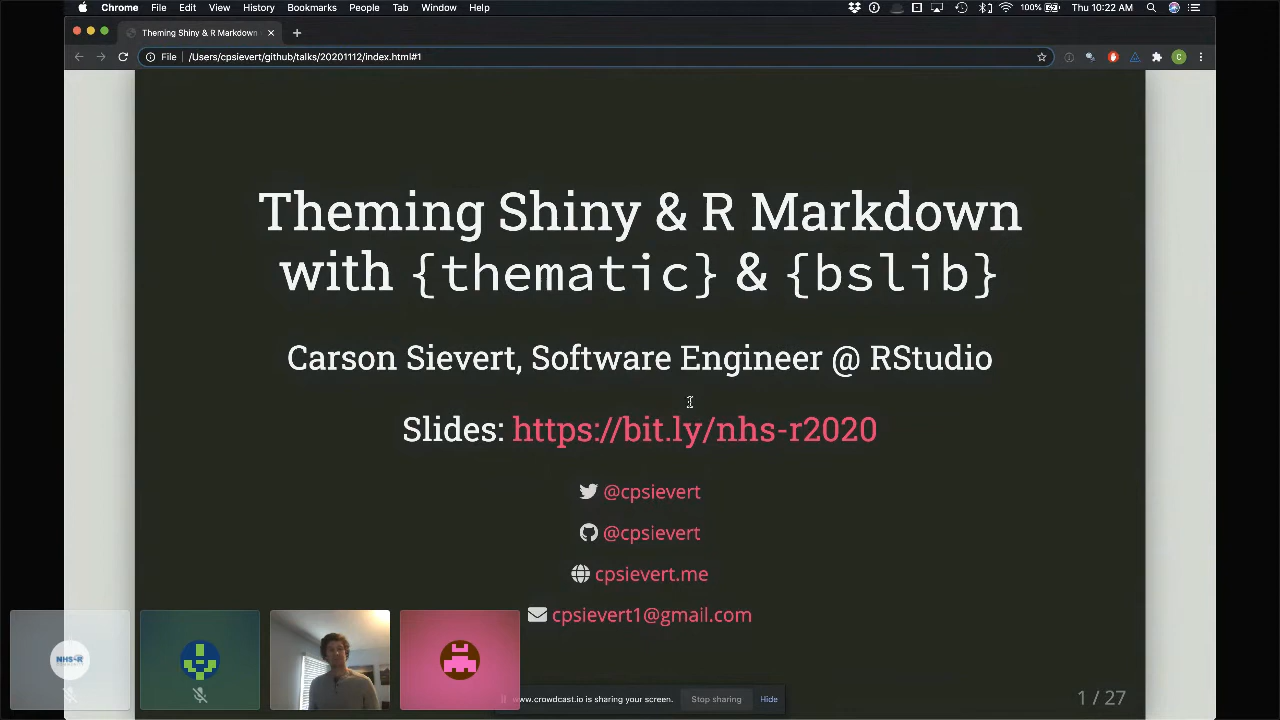 Chrome File Edit View History Bookmarks People Tab Window Help 100% Thu 10:22 AM
Theming Shiny & R Markdown
File /Users/cpsievert/github/talks/20201112/index.html#1
C
Theming Shiny & R Markdown
with {thematic} & {bslib}
Carson Sievert, Software Engineer @ RStudio
Slides: https://bit.ly/nhs-r2020
@cpsievert
@cpsievert
cpsievert.me
cpsievert1@gmail.com
NHS-R
www.crowdcast.io is sharing your screen. Stop sharing Hide
1 / 27